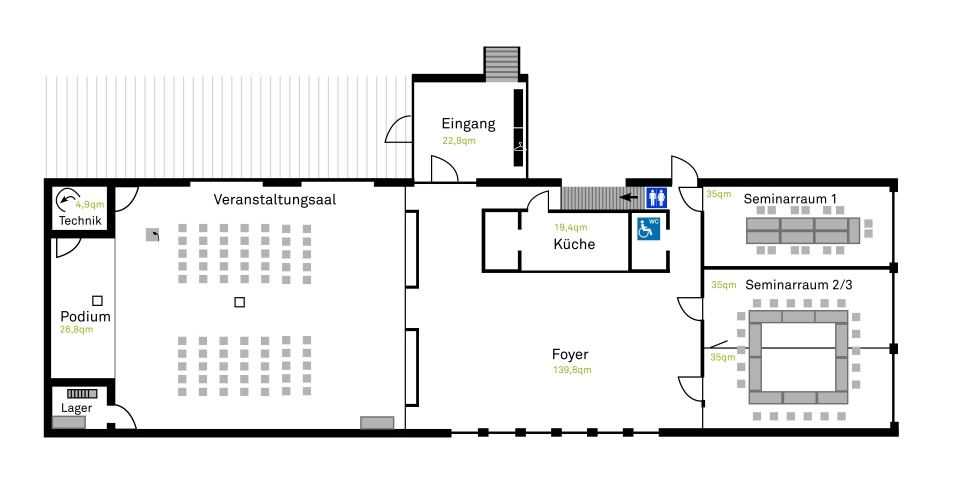 Eingang
22,8qm
4,9qm
Technik
Veranstaltungsaal
35qm
Seminarraum 1
WC
19,4qm
Küche
35qm
Seminarraum 2/3
Podium
26,8qm
35qm
Foyer
139,8qm
Lager